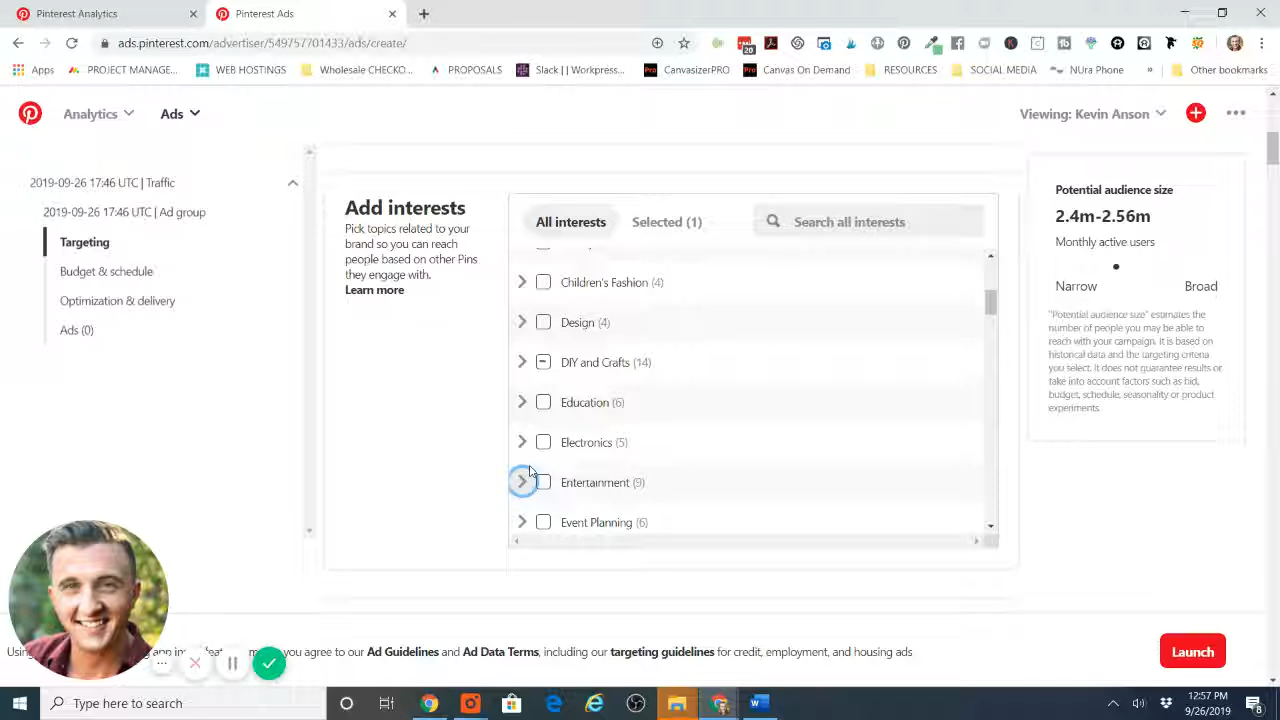 Pinterest Analytics
Pinterest Ads
ads.pinterest.com/advertiser/549757701433/ads/create/
20
PROJECT MANAGE...
WEB HOSTINGS
Wholesale CHECKO...
PROPOSALS
Slack | | Workpress...
Pro CanvasizerPRO
Pro Canvas On Demand
RESOURCES
SOCIAL MEDIA
NUra Phone
»
Other bookmarks
Analytics
Ads
Viewing: Kevin Anson
2019-09-26 17:46 UTC | Traffic
2019-09-26 17:46 UTC | Ad group
Targeting
Budget & schedule
Optimization & delivery
Ads (0)
Add interests
Pick topics related to your
brand so you can reach
people based on other Pins
they engage with.
Learn more
All interests
Selected (1)
Search all interests
Children's Fashion (4)
Design (4)
DIY and Crafts (14)
Education (6)
Electronics (5)
Entertainment (9)
Event Planning (6)
Potential audience size
2.4m-2.56m
Monthly active users
Narrow
Broad
"Potential audience size" estimates the
number of people you may be able to
reach with your campaign. It is based on
historical data and the targeting criteria
you select. It does not guarantee results or
take into account factors such as bid,
budget, schedule, seasonality or product
experiments.
you agree to our Ad Guidelines and Ad Data Terms, including our targeting guidelines for credit, employment, and housing ads
Launch
Type here to search
12:57 PM
9/26/2019
8